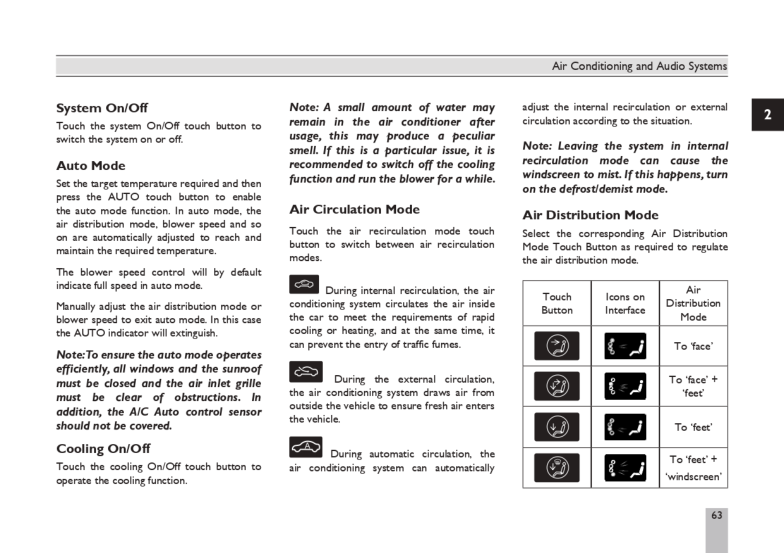 Air Conditioning and Audio Systems
2
System On/Off
Touch the system On/Off touch button to
switch the system on or off.
Auto Mode
Set the target temperature required and then
press the AUTO touch button to enable
the auto mode function. In auto mode, the
air distribution mode, blower speed and so
on are automatically adjusted to reach and
maintain the required temperature.
The blower speed control will by default
indicate full speed in auto mode.
Manually adjust the air distribution mode or
blower speed to exit auto mode. In this case
the AUTO indicator will extinguish.
Note:To ensure the auto mode operates
efficiently, all windows and the sunroof
must be closed and the air inlet grille
must be clear of obstructions. In
addition, the A/C Auto control sensor
should not be covered.
Cooling On/Off
Touch the cooling On/Off touch button to
operate the cooling function.
Note: A small amount of water may
remain in the air conditioner after
usage, this may produce a peculiar
smell. If this is a particular issue, it is
recommended to switch off the cooling
function and run the blower for a while.
Air Circulation Mode
Touch the air recirculation mode touch
button to switch between air recirculation
modes.
During internal recirculation, the air
conditioning system circulates the air inside
the car to meet the requirements of rapid
cooling or heating, and at the same time, it
can prevent the entry of traffic fumes.
During the external circulation,
the air conditioning system draws air from
outside the vehicle to ensure fresh air enters
the vehicle.
During automatic circulation, the
air conditioning system can automatically
adjust the internal recirculation or external
circulation according to the situation.
Note: Leaving the system in internal
recirculation mode can cause the
windscreen to mist. If this happens, turn
on the defrost/demist mode.
Air Distribution Mode
Select the corresponding Air Distribution
Mode Touch Button as required to regulate
the air distribution mode.
Touch
Button
Icons on
Interface
Air
Distribution
Mode
To ‘face’
To ‘face’ +
‘feet’
To ‘feet’
To ‘feet’ +
‘windscreen’
63